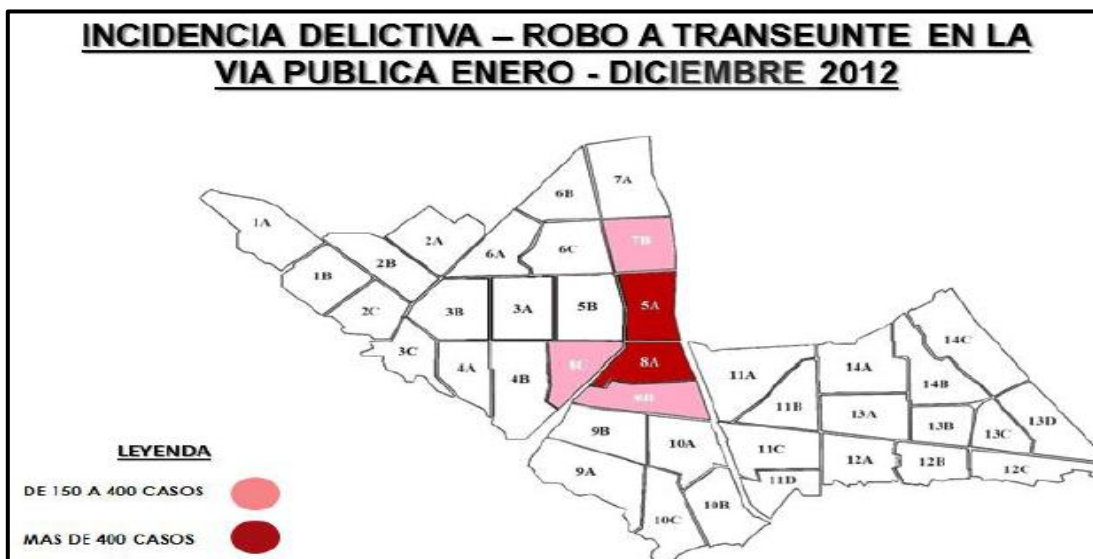 INCIDENCIA DELICTIVA – ROBO A TRANSEUNTE EN LA
VIA PUBLICA ENERO - DICIEMBRE 2012
7A
6B
1A
2A
7B
6A
6C
2B
1B
5A
2C
3B
3A
5B
14C
3C
8A
4A
4B
11A
14A
14B
11B
13A
9B
13B
13C
13D
10A
11C
9A
12A
12B
12C
11D
10B
10C
LEYENDA
DE 150 A 400 CASOS
MAS DE 400 CASOS